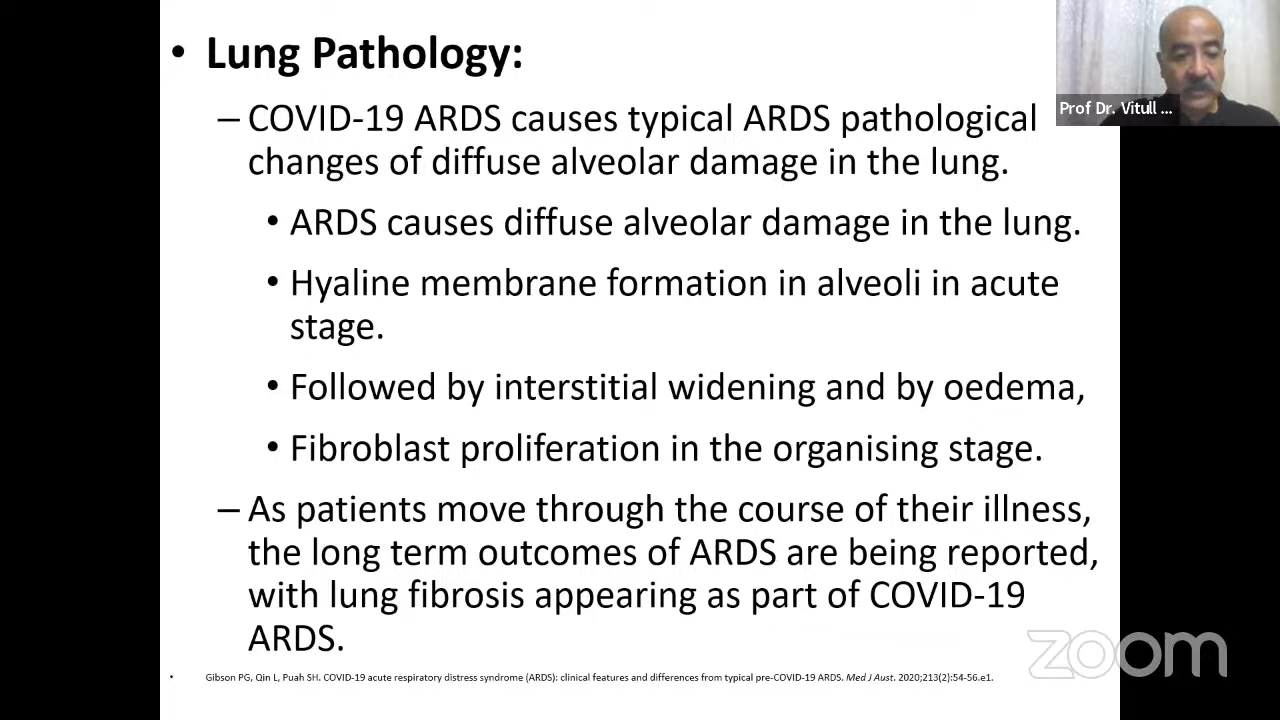 • Lung Pathology:
– COVID-19 ARDS causes typical ARDS pathological
changes of diffuse alveolar damage in the lung.
• ARDS causes diffuse alveolar damage in the lung.
• Hyaline membrane formation in alveoli in acute
stage.
• Followed by interstitial widening and by oedema,
• Fibroblast proliferation in the organising stage.
– As patients move through the course of their illness,
the long term outcomes of ARDS are being reported,
with lung fibrosis appearing as part of COVID-19
ARDS.
• Gibson PG, Qin L, Puah SH. COVID-19 acute respiratory distress syndrome (ARDS): clinical features and differences from typical pre-COVID-19 ARDS. Med J Aust. 2020;213(2):54-56.e1.
Prof Dr. Vitull ...
zoom